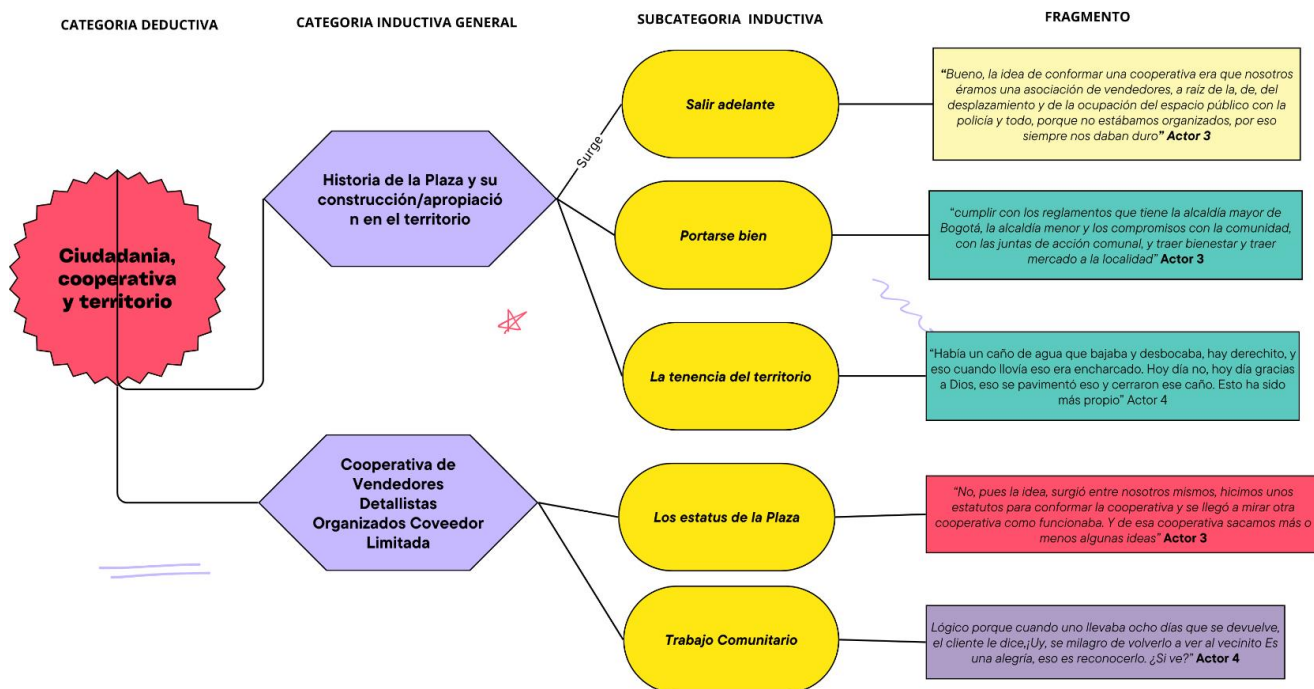 CATEGORIA DEDUCTIVA
CATEGORIA INDUCTIVA GENERAL
SUBCATEGORIA INDUCTIVA
FRAGMENTO
Ciudadania,
cooperativa
y territorio
Historia de la Plaza y su
construcción/apropiació
n en el territorio
Surge
Salir adelante
“Bueno, la idea de conformar una cooperativa era que nosotros
éramos una asociación de vendedores, a raíz de la, de, del
desplazamiento y de la ocupación del espacio público con la
policía y todo, porque no estábamos organizados, por eso
siempre nos daban duro” Actor 3
Portarse bien
“cumplir con los reglamentos que tiene la alcaldía mayor de
Bogotá, la alcaldía menor y los compromisos con la comunidad,
con las juntas de acción comunal, y traer bienestar y traer
mercado a la localidad” Actor 3
La tenencia del territorio
“Había un caño de agua que bajaba y desbocaba, hay derechito, y
eso cuando llovía eso era encharcado. Hoy día no, hoy día gracias
a Dios, eso se pavimentó eso y cerraron ese caño. Esto ha sido
más propio” Actor 4
Cooperativa de
Vendedores
Detallistas
Organizados Coveedor
Limitada
Los estatus de la Plaza
“No, pues la idea, surgió entre nosotros mismos, hicimos unos
estatutos para conformar la cooperativa y se llegó a mirar otra
cooperativa como funcionaba. Y de esa cooperativa sacamos más o
menos algunas ideas” Actor 3
Trabajo Comunitario
Lógico porque cuando uno llevaba ocho días que se devuelve,
el cliente le dice,¡Uy, se milagro de volverlo a ver al vecinito Es
una alegría, eso es reconocerlo. ¿Si ve?” Actor 4